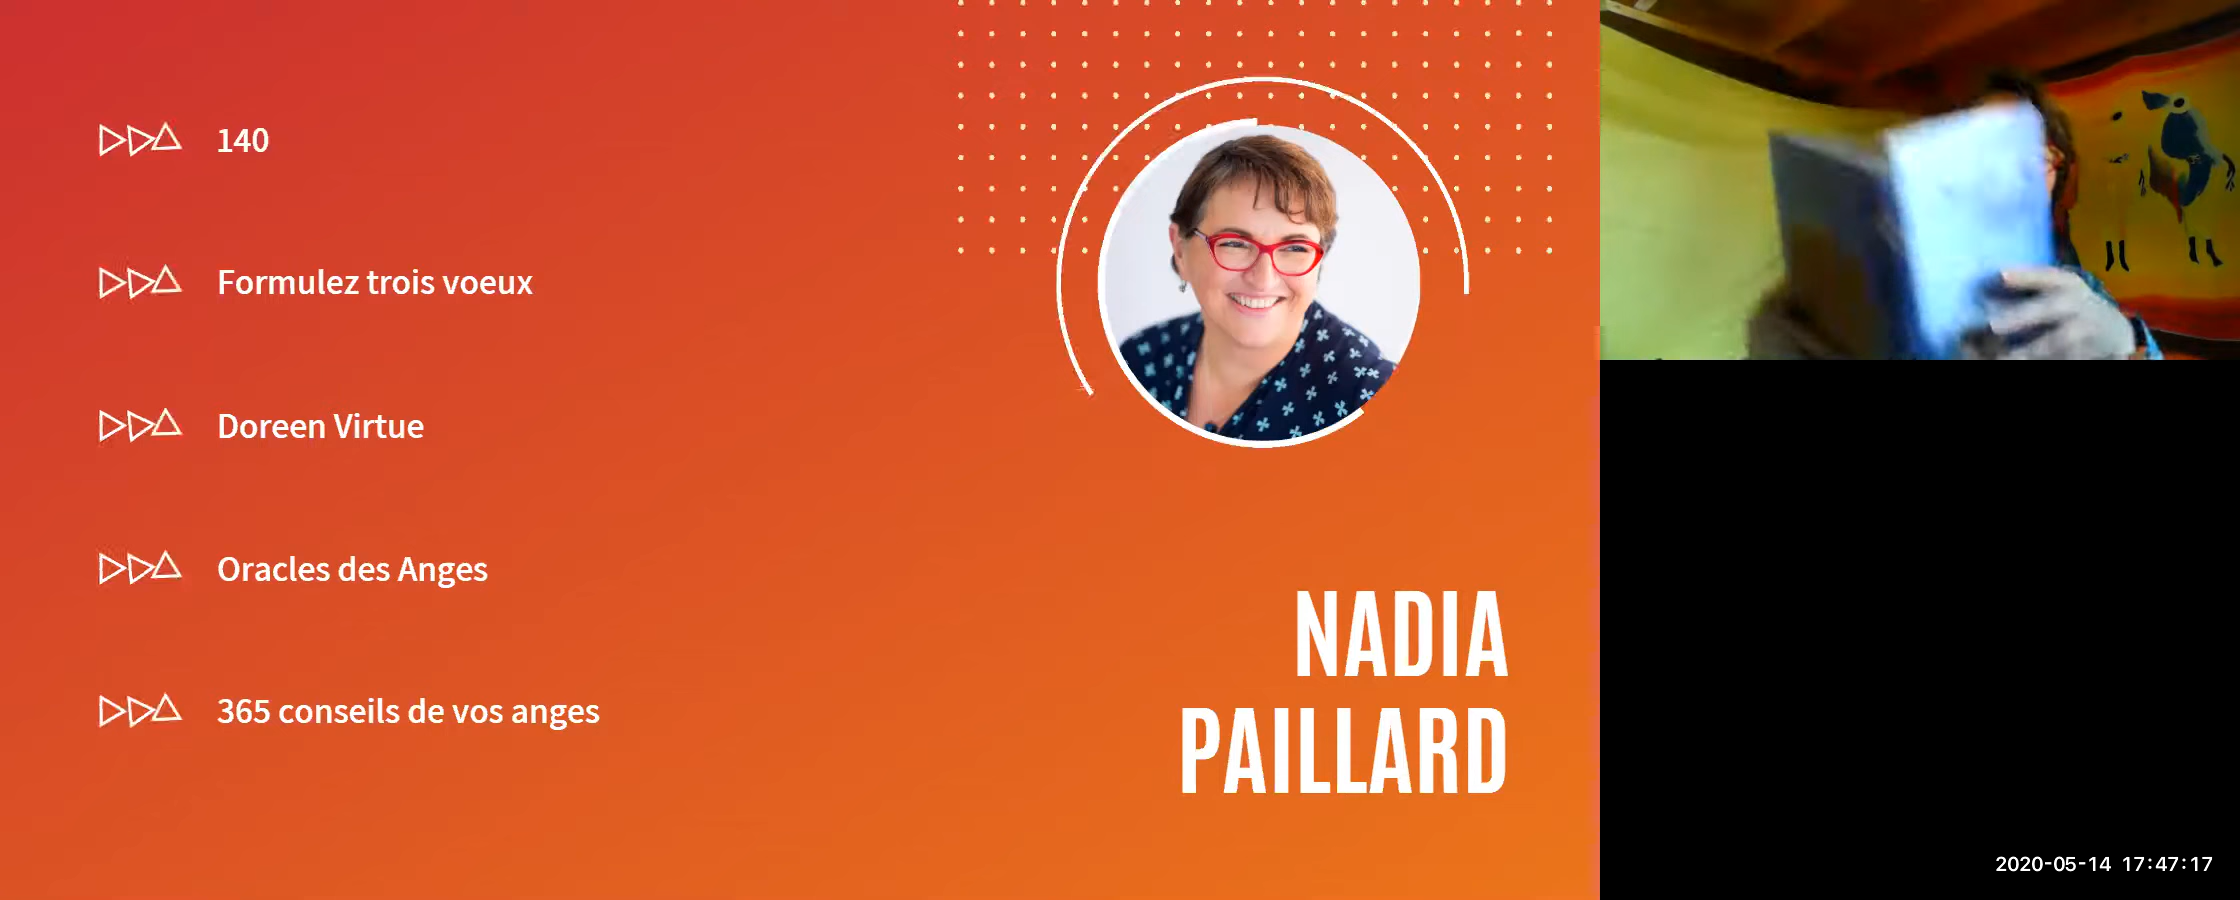 140
Formulez trois voeux
Doreen Virtue
Oracles des Anges
365 conseils de vos anges
NADIA
PAILLARD
2020-05-14 17:47:17